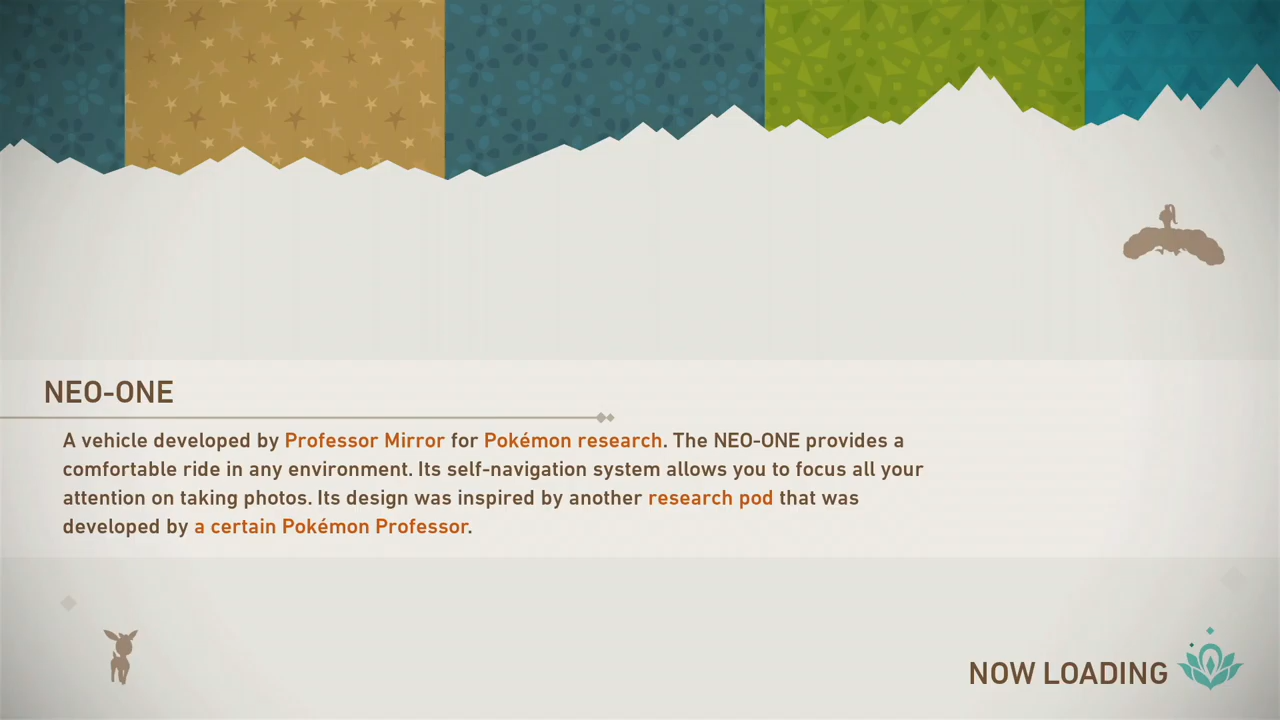 NEO-ONE
A vehicle developed by Professor Mirror for Pokémon research. The NEO-ONE provides a
comfortable ride in any environment. Its self-navigation system allows you to focus all your
attention on taking photos. Its design was inspired by another research pod that was
developed by a certain Pokémon Professor.
NOW LOADING